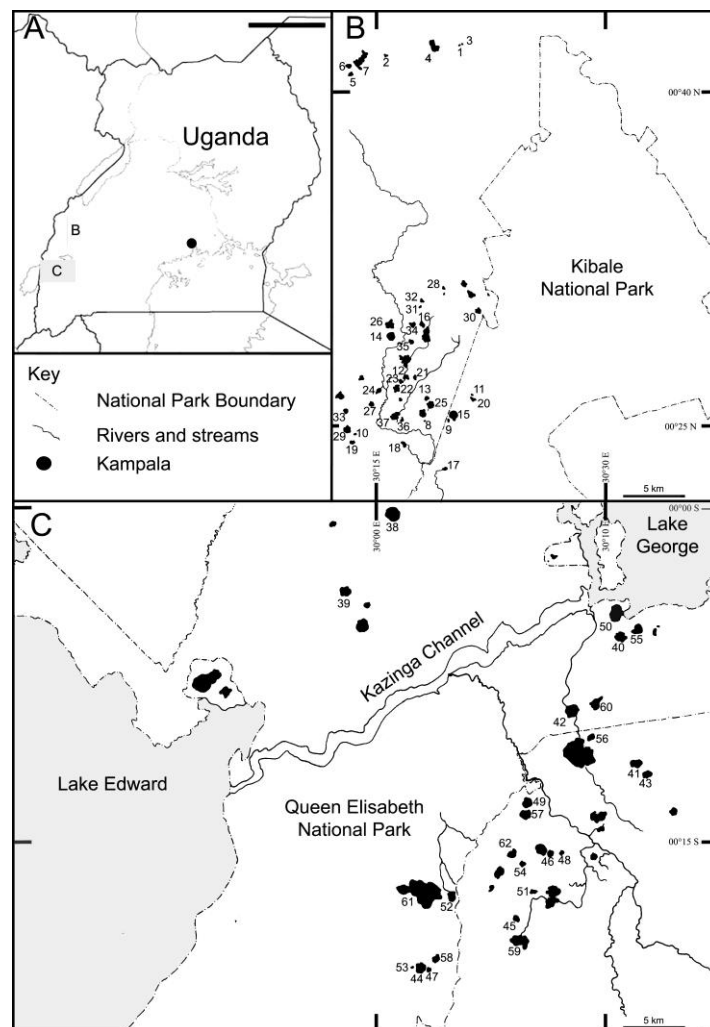 A
Uganda
B
C
Key
National Park Boundary
Rivers and streams
Kampala
B
3
6
7
2
4
1
5
00°40 N
Kibale
National Park
28
32
31
30
26
16
34
14
35
12
23
21
24
22
13
11
27
25
20
33
37
36
8
15
9
29
10
19
18
00°25 N
17
30°15 E
30°30 E
5 km
C
30°00 E
30°10 E
00°00 S
38
Lake
George
39
50
40
55
Kazinga Channel
60
42
56
Lake Edward
41
43
Queen Elisabeth
National Park
49
57
00°15 S
62
46
48
54
61
52
51
45
59
58
53
44
47
5 km